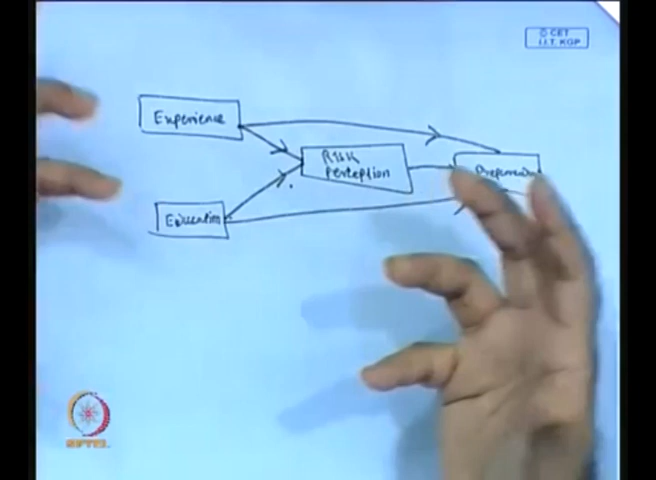 © CET
I.I.T. KGP
Experience
Risk
perception
Education
NPTEL